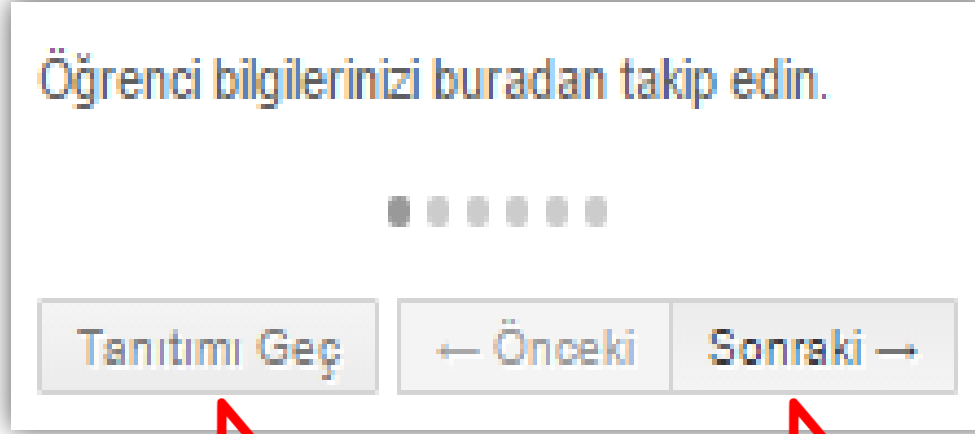 Öğrenci bilgilerinizi buradan takip edin.
Tanıtımı Geç ← Önceki Sonraki →